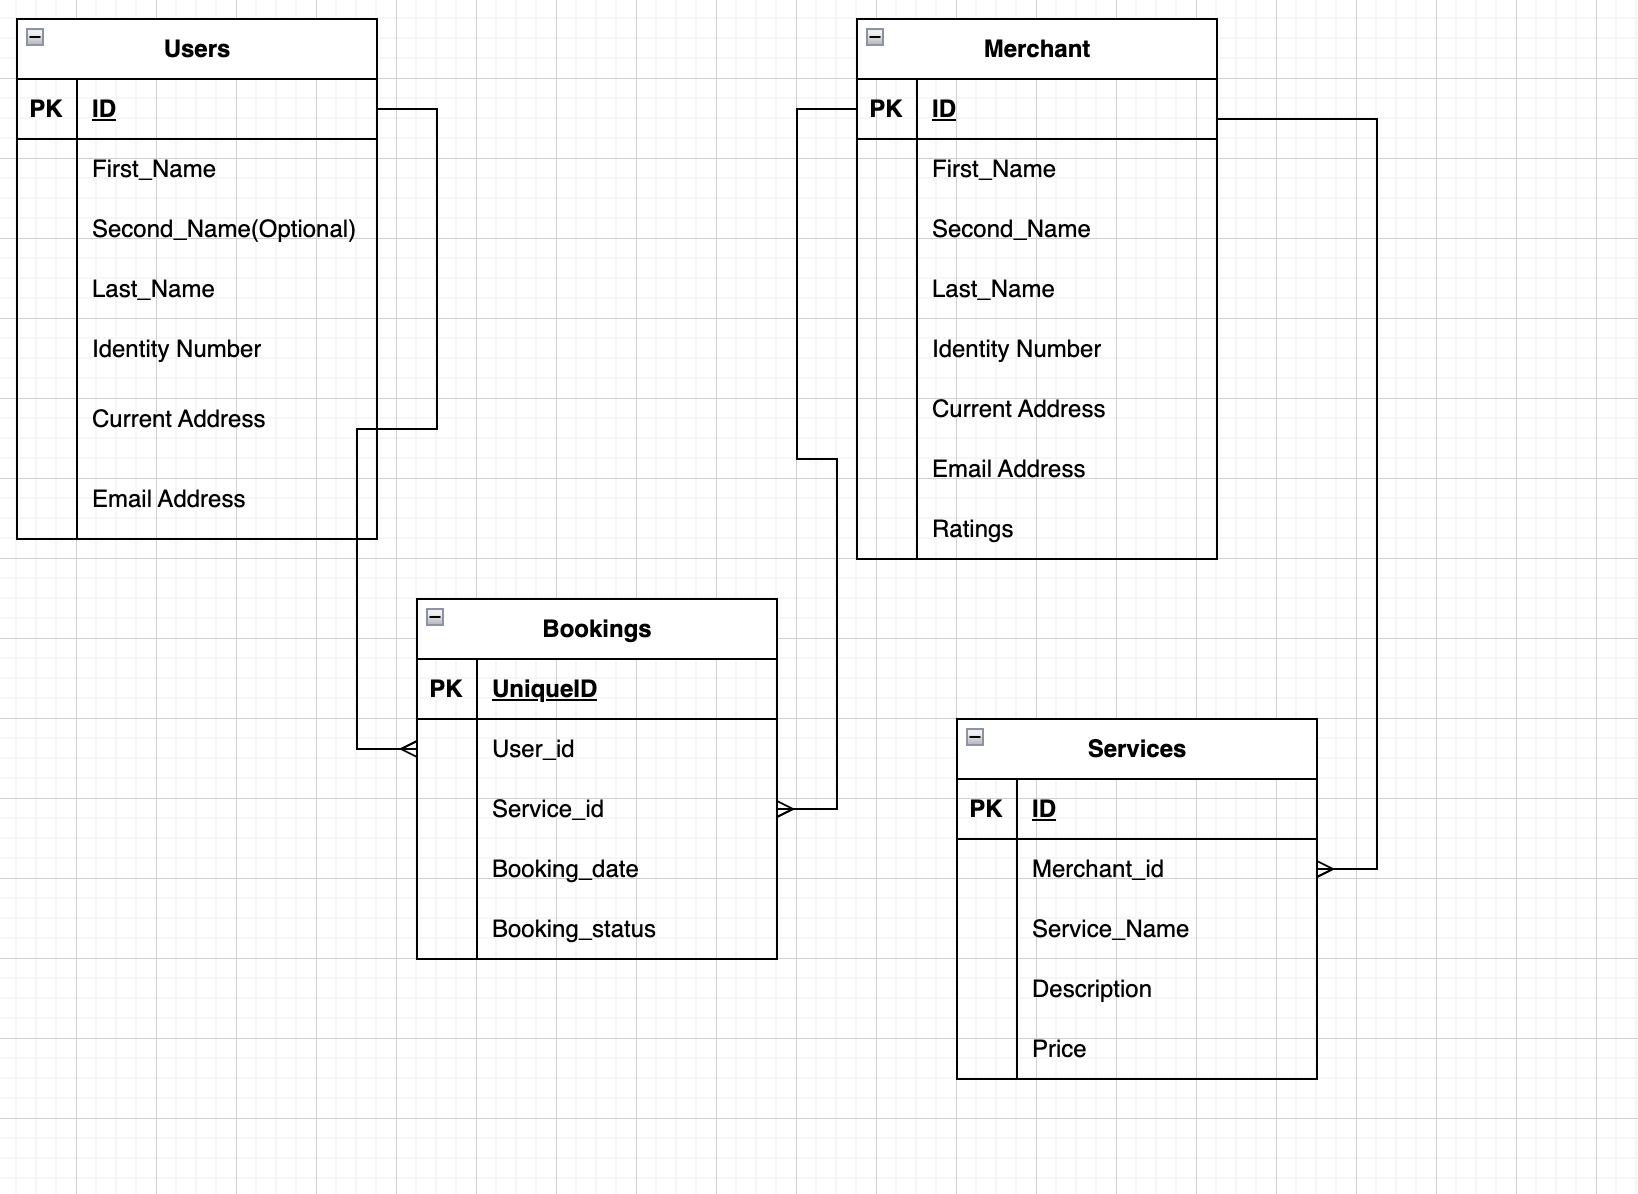 Users
PK ID
First_Name
Second_Name(Optional)
Last_Name
Identity Number
Current Address
Email Address
Merchant
PK ID
First_Name
Second_Name
Last_Name
Identity Number
Current Address
Email Address
Ratings
Bookings
PK UniqueID
User_id
Service_id
Booking_date
Booking_status
Services
PK ID
Merchant_id
Service_Name
Description
Price